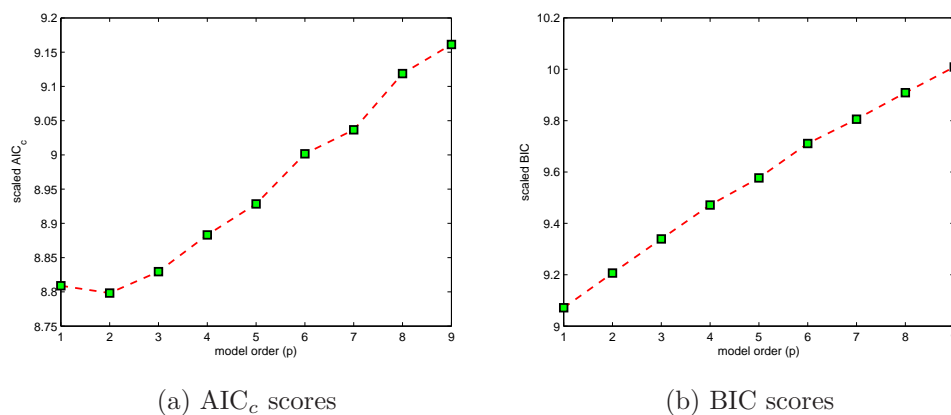 9.2
9.15
9.1
9.05
9
8.95
8.9
8.85
8.8
8.75
scaled AICc
1 2 3 4 5 6 7 8 9
model order (p)
(a) AICc scores
10.2
10
9.8
9.6
9.4
9.2
9
scaled BIC
1 2 3 4 5 6 7 8
model order (p)
(b) BIC scores